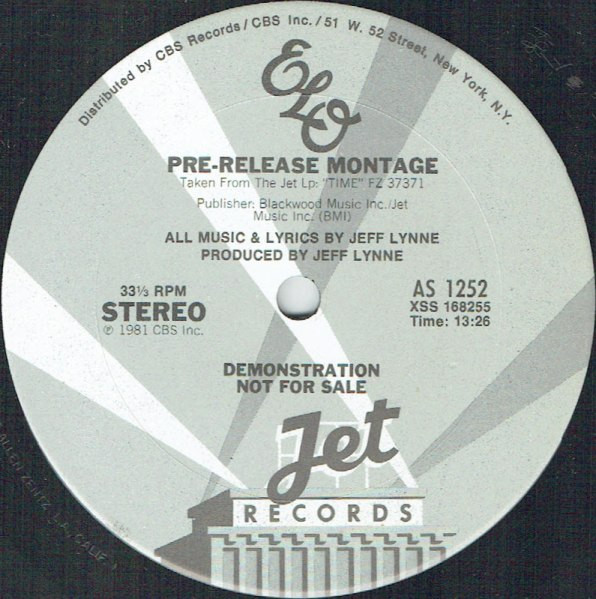 Distributed by CBS Records/CBS Inc./51 W. 52 Street, New York, N.Y.
ELO
PRE-RELEASE MONTAGE
Taken From The Jet Lp: "TIME" FZ 37371
Publisher: Blackwood Music Inc./Jet
Music Inc. (BMI)
ALL MUSIC & LYRICS BY JEFF LYNNE
PRODUCED BY JEFF LYNNE
33⅓ RPM
STEREO
℗ 1981 CBS Inc.
AS 1252
XSS 168255
Time: 13:26
DEMONSTRATION
NOT FOR SALE
Jet
RECORDS
ALLEN ZENTZ L.A. CALIF.